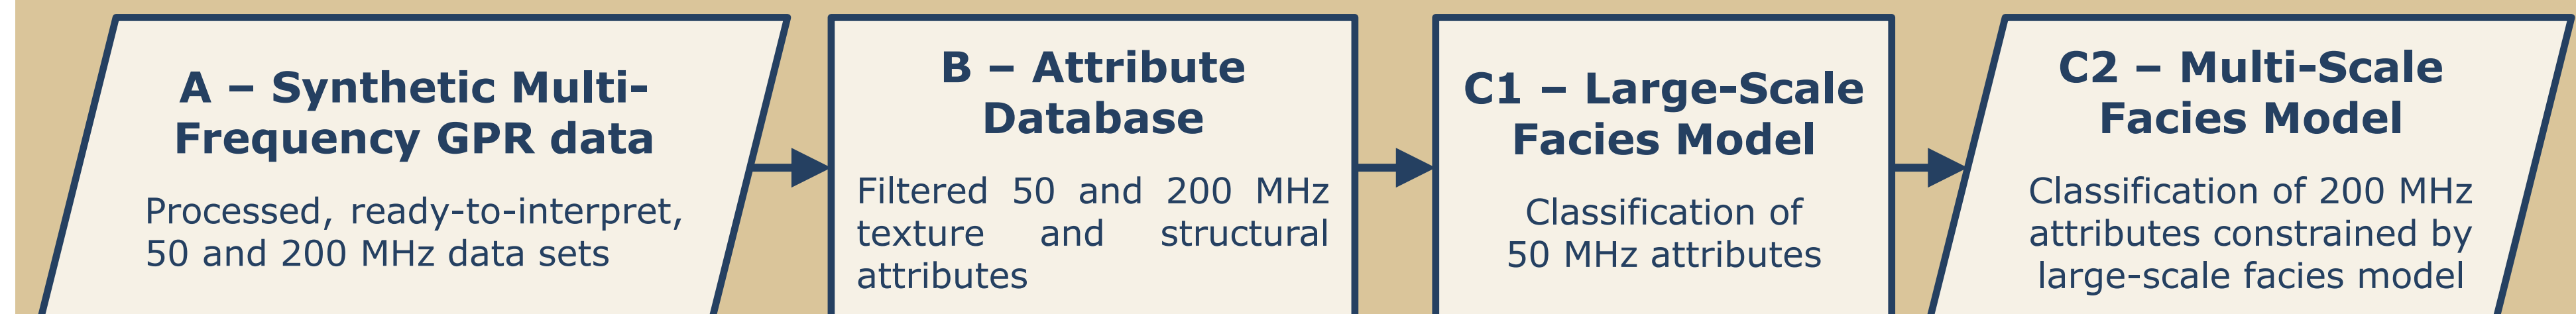 A – Synthetic Multi-
Frequency GPR data
Processed, ready-to-interpret,
50 and 200 MHz data sets
B – Attribute
Database
Filtered 50 and 200 MHz
texture and structural
attributes
C1 – Large-Scale
Facies Model
Classification of
50 MHz attributes
C2 – Multi-Scale
Facies Model
Classification of 200 MHz
attributes constrained by
large-scale facies model